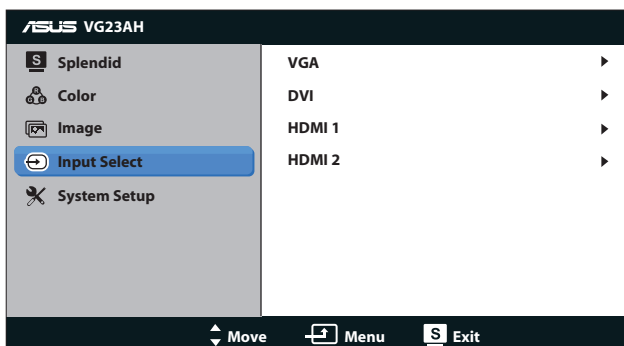 ASUS VG23AH
S Splendid
Color
Image
Input Select
System Setup
VGA
DVI
HDMI 1
HDMI 2
Move Menu S Exit